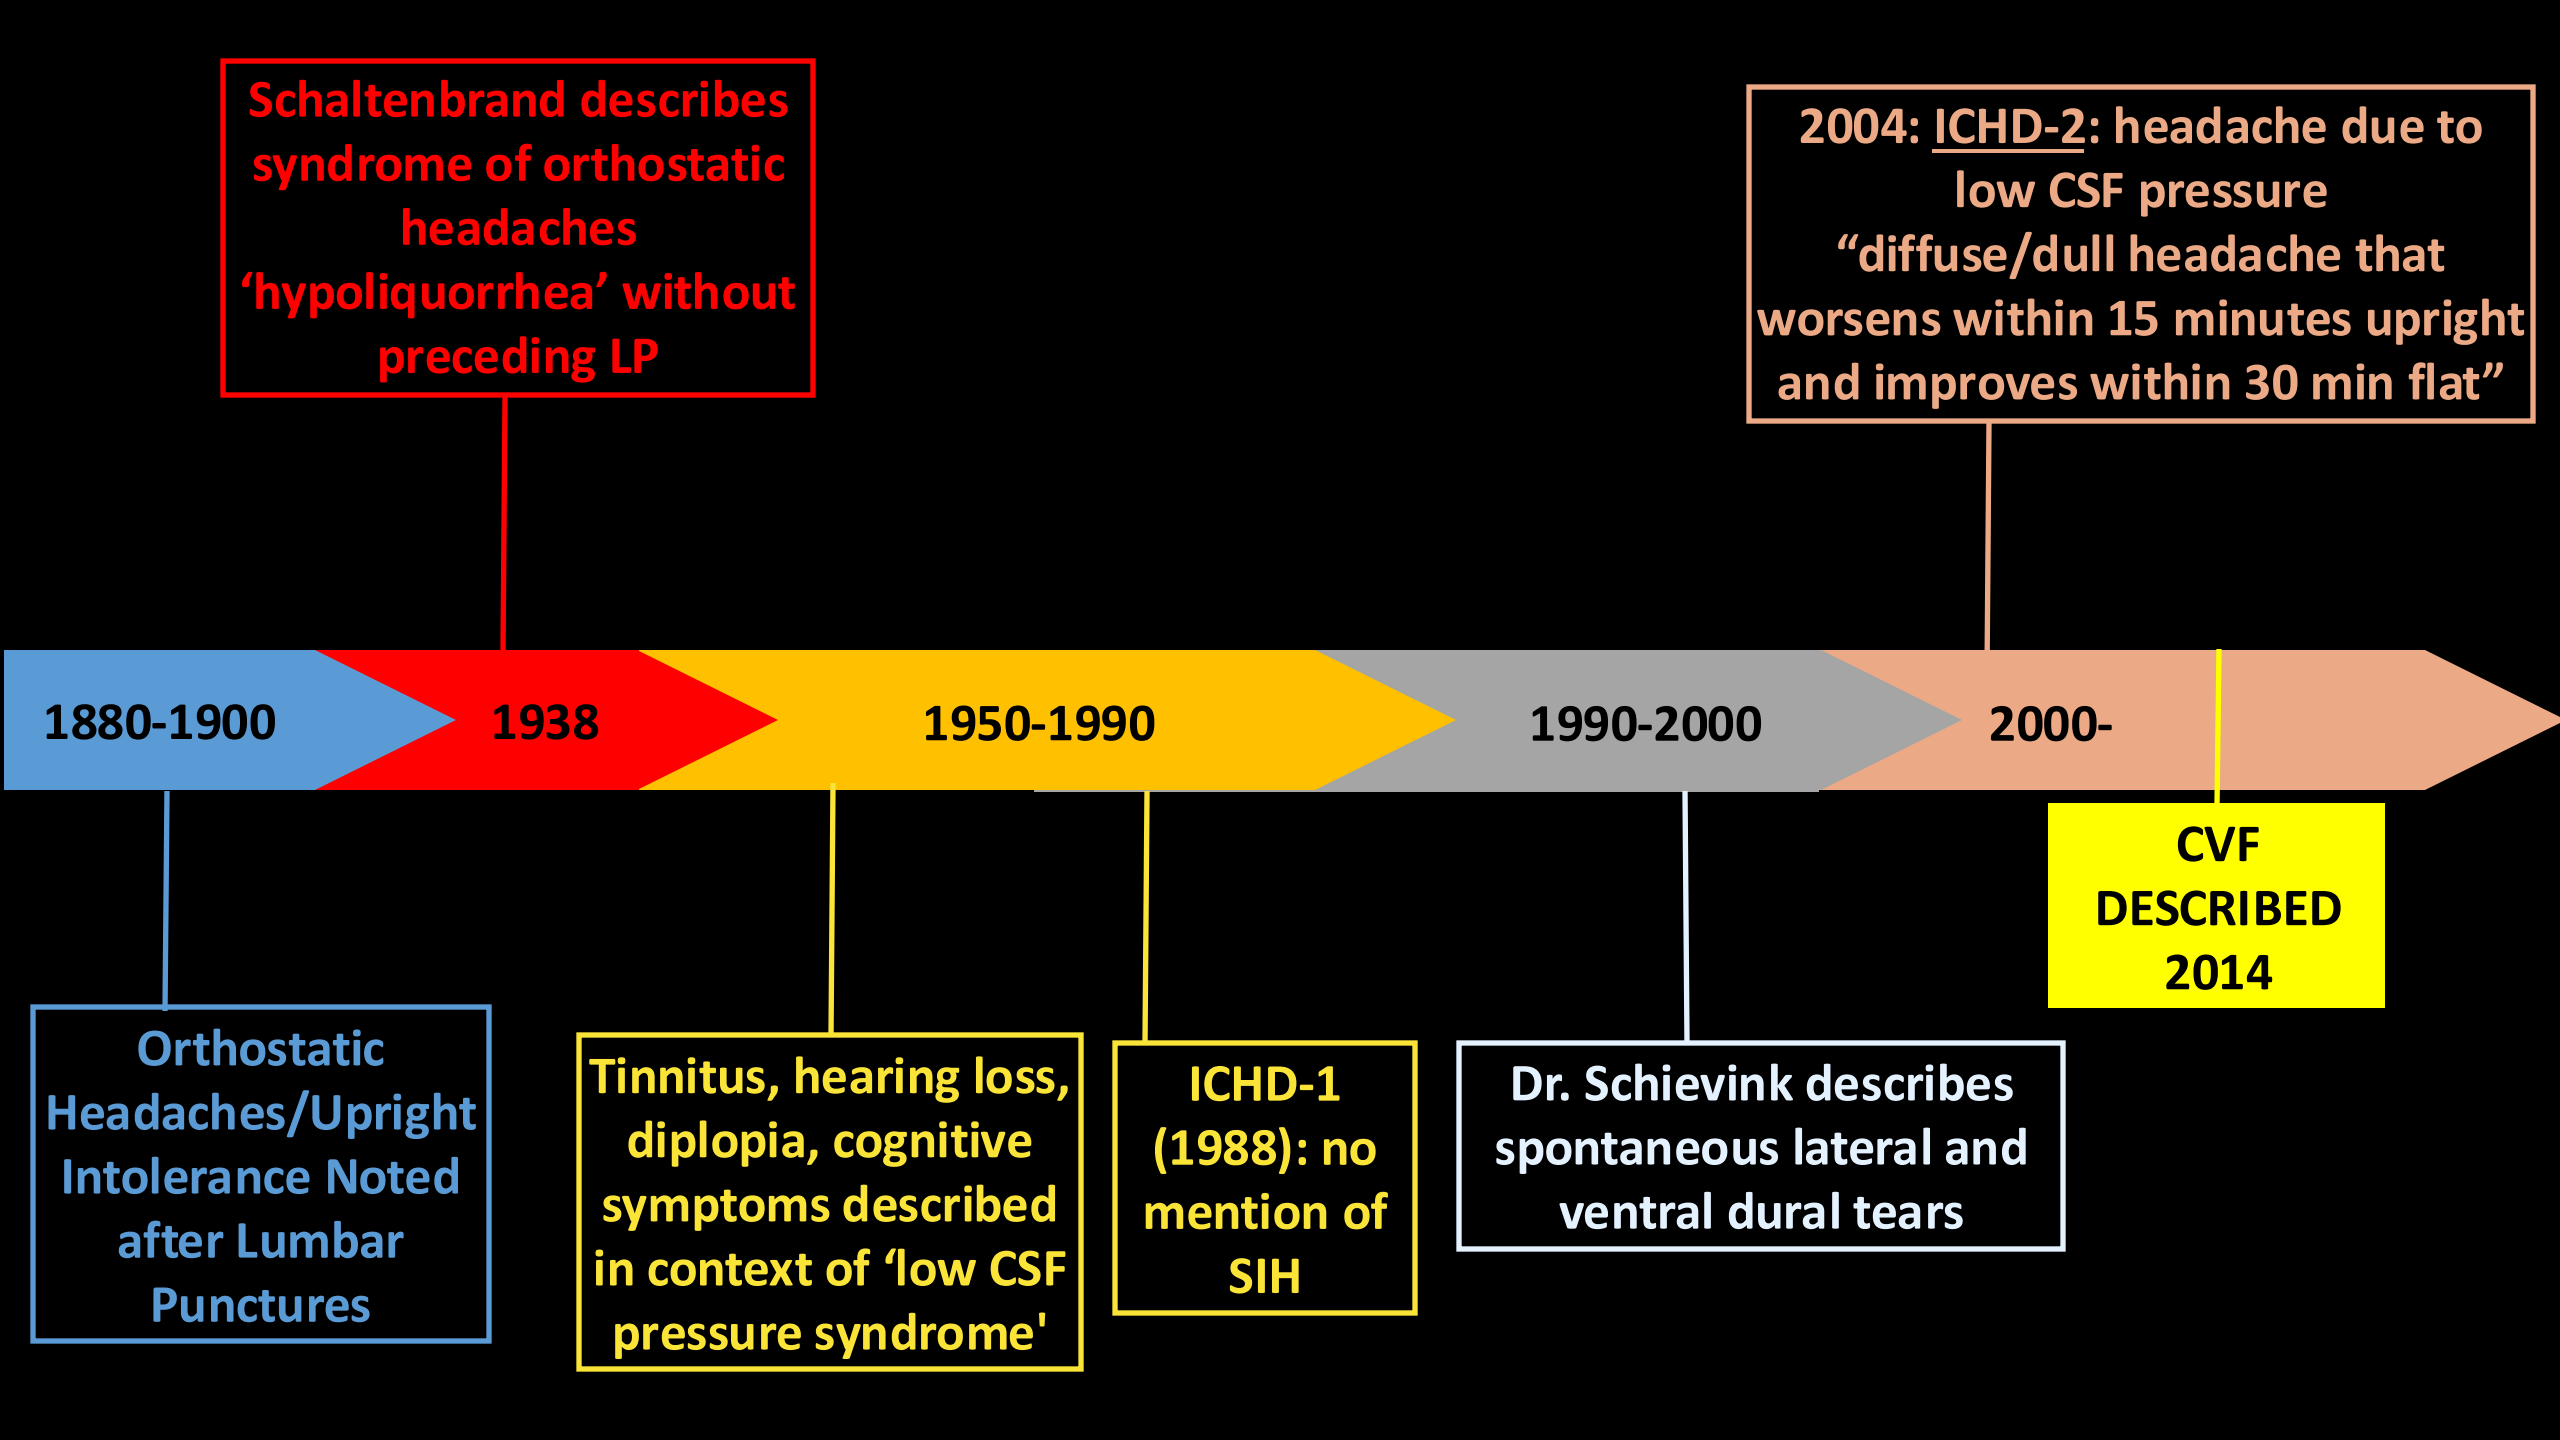 Schaltenbrand describes
syndrome of orthostatic
headaches
‘hypoliquorrhea’ without
preceding LP
2004: ICHD-2: headache due to
low CSF pressure
“diffuse/dull headache that
worsens within 15 minutes upright
and improves within 30 min flat”
1880-1900
1938
1950-1990
1990-2000
2000-
CVF
DESCRIBED
2014
Orthostatic
Headaches/Upright
Intolerance Noted
after Lumbar
Punctures
Tinnitus, hearing loss,
diplopia, cognitive
symptoms described
in context of ‘low CSF
pressure syndrome'
ICHD-1
(1988): no
mention of
SIH
Dr. Schievink describes
spontaneous lateral and
ventral dural tears